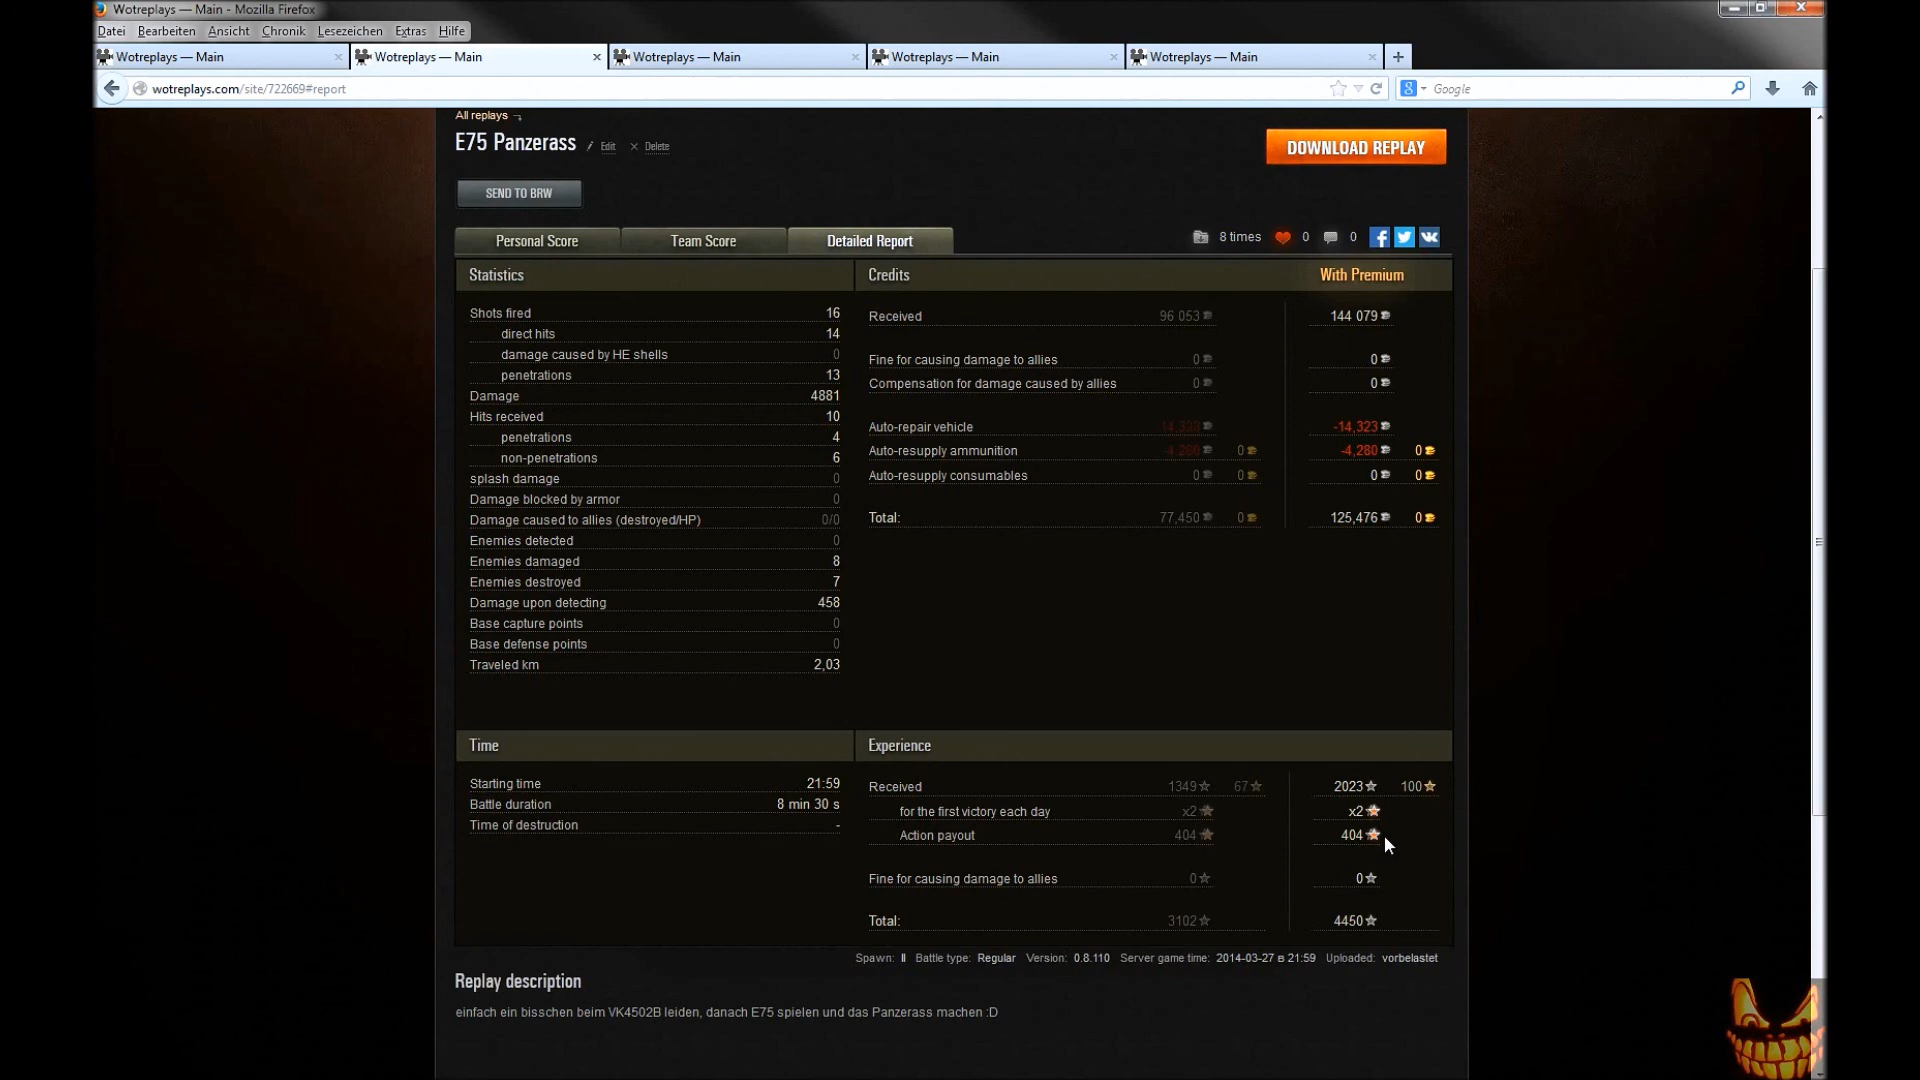 Wotreplays — Main - Mozilla Firefox
Datei Bearbeiten Ansicht Chronik Lesezeichen Extras Hilfe
Wotreplays — Main Wotreplays — Main Wotreplays — Main Wotreplays — Main Wotreplays — Main
wotreplays.com/site/722669#report Google
All replays
E75 Panzerass Edit Delete DOWNLOAD REPLAY
SEND TO BRW
Personal Score Team Score Detailed Report 8 times 0 0
Statistics Credits With Premium
Shots fired 16 Received 96 053 144 079
direct hits 14
damage caused by HE shells 0 Fine for causing damage to allies 0 0
penetrations 13 Compensation for damage caused by allies 0 0
Damage 4881
Hits received 10 Auto-repair vehicle -14,323
penetrations 4 Auto-resupply ammunition -4,280 0 -4,280 0
non-penetrations 6 Auto-resupply consumables 0 0 0 0
splash damage 0
Damage blocked by armor 0 Total: 77,450 0 125,476 0
Damage caused to allies (destroyed/HP) 0/0
Enemies detected 0
Enemies damaged 8
Enemies destroyed 7
Damage upon detecting 458
Base capture points 0
Base defense points 0
Traveled km 2,03
Time Experience
Starting time 21:59 Received 1349 67 2023 100
Battle duration 8 min 30 s for the first victory each day x2 x2
Time of destruction - Action payout 404 404
Fine for causing damage to allies 0 0
Total: 3102 4450
Spawn: II Battle type: Regular Version: 0.8.110 Server game time: 2014-03-27 в 21:59 Uploaded: vorbelastet
Replay description
einfach ein bisschen beim VK4502B leiden, danach E75 spielen und das Panzerass machen :D